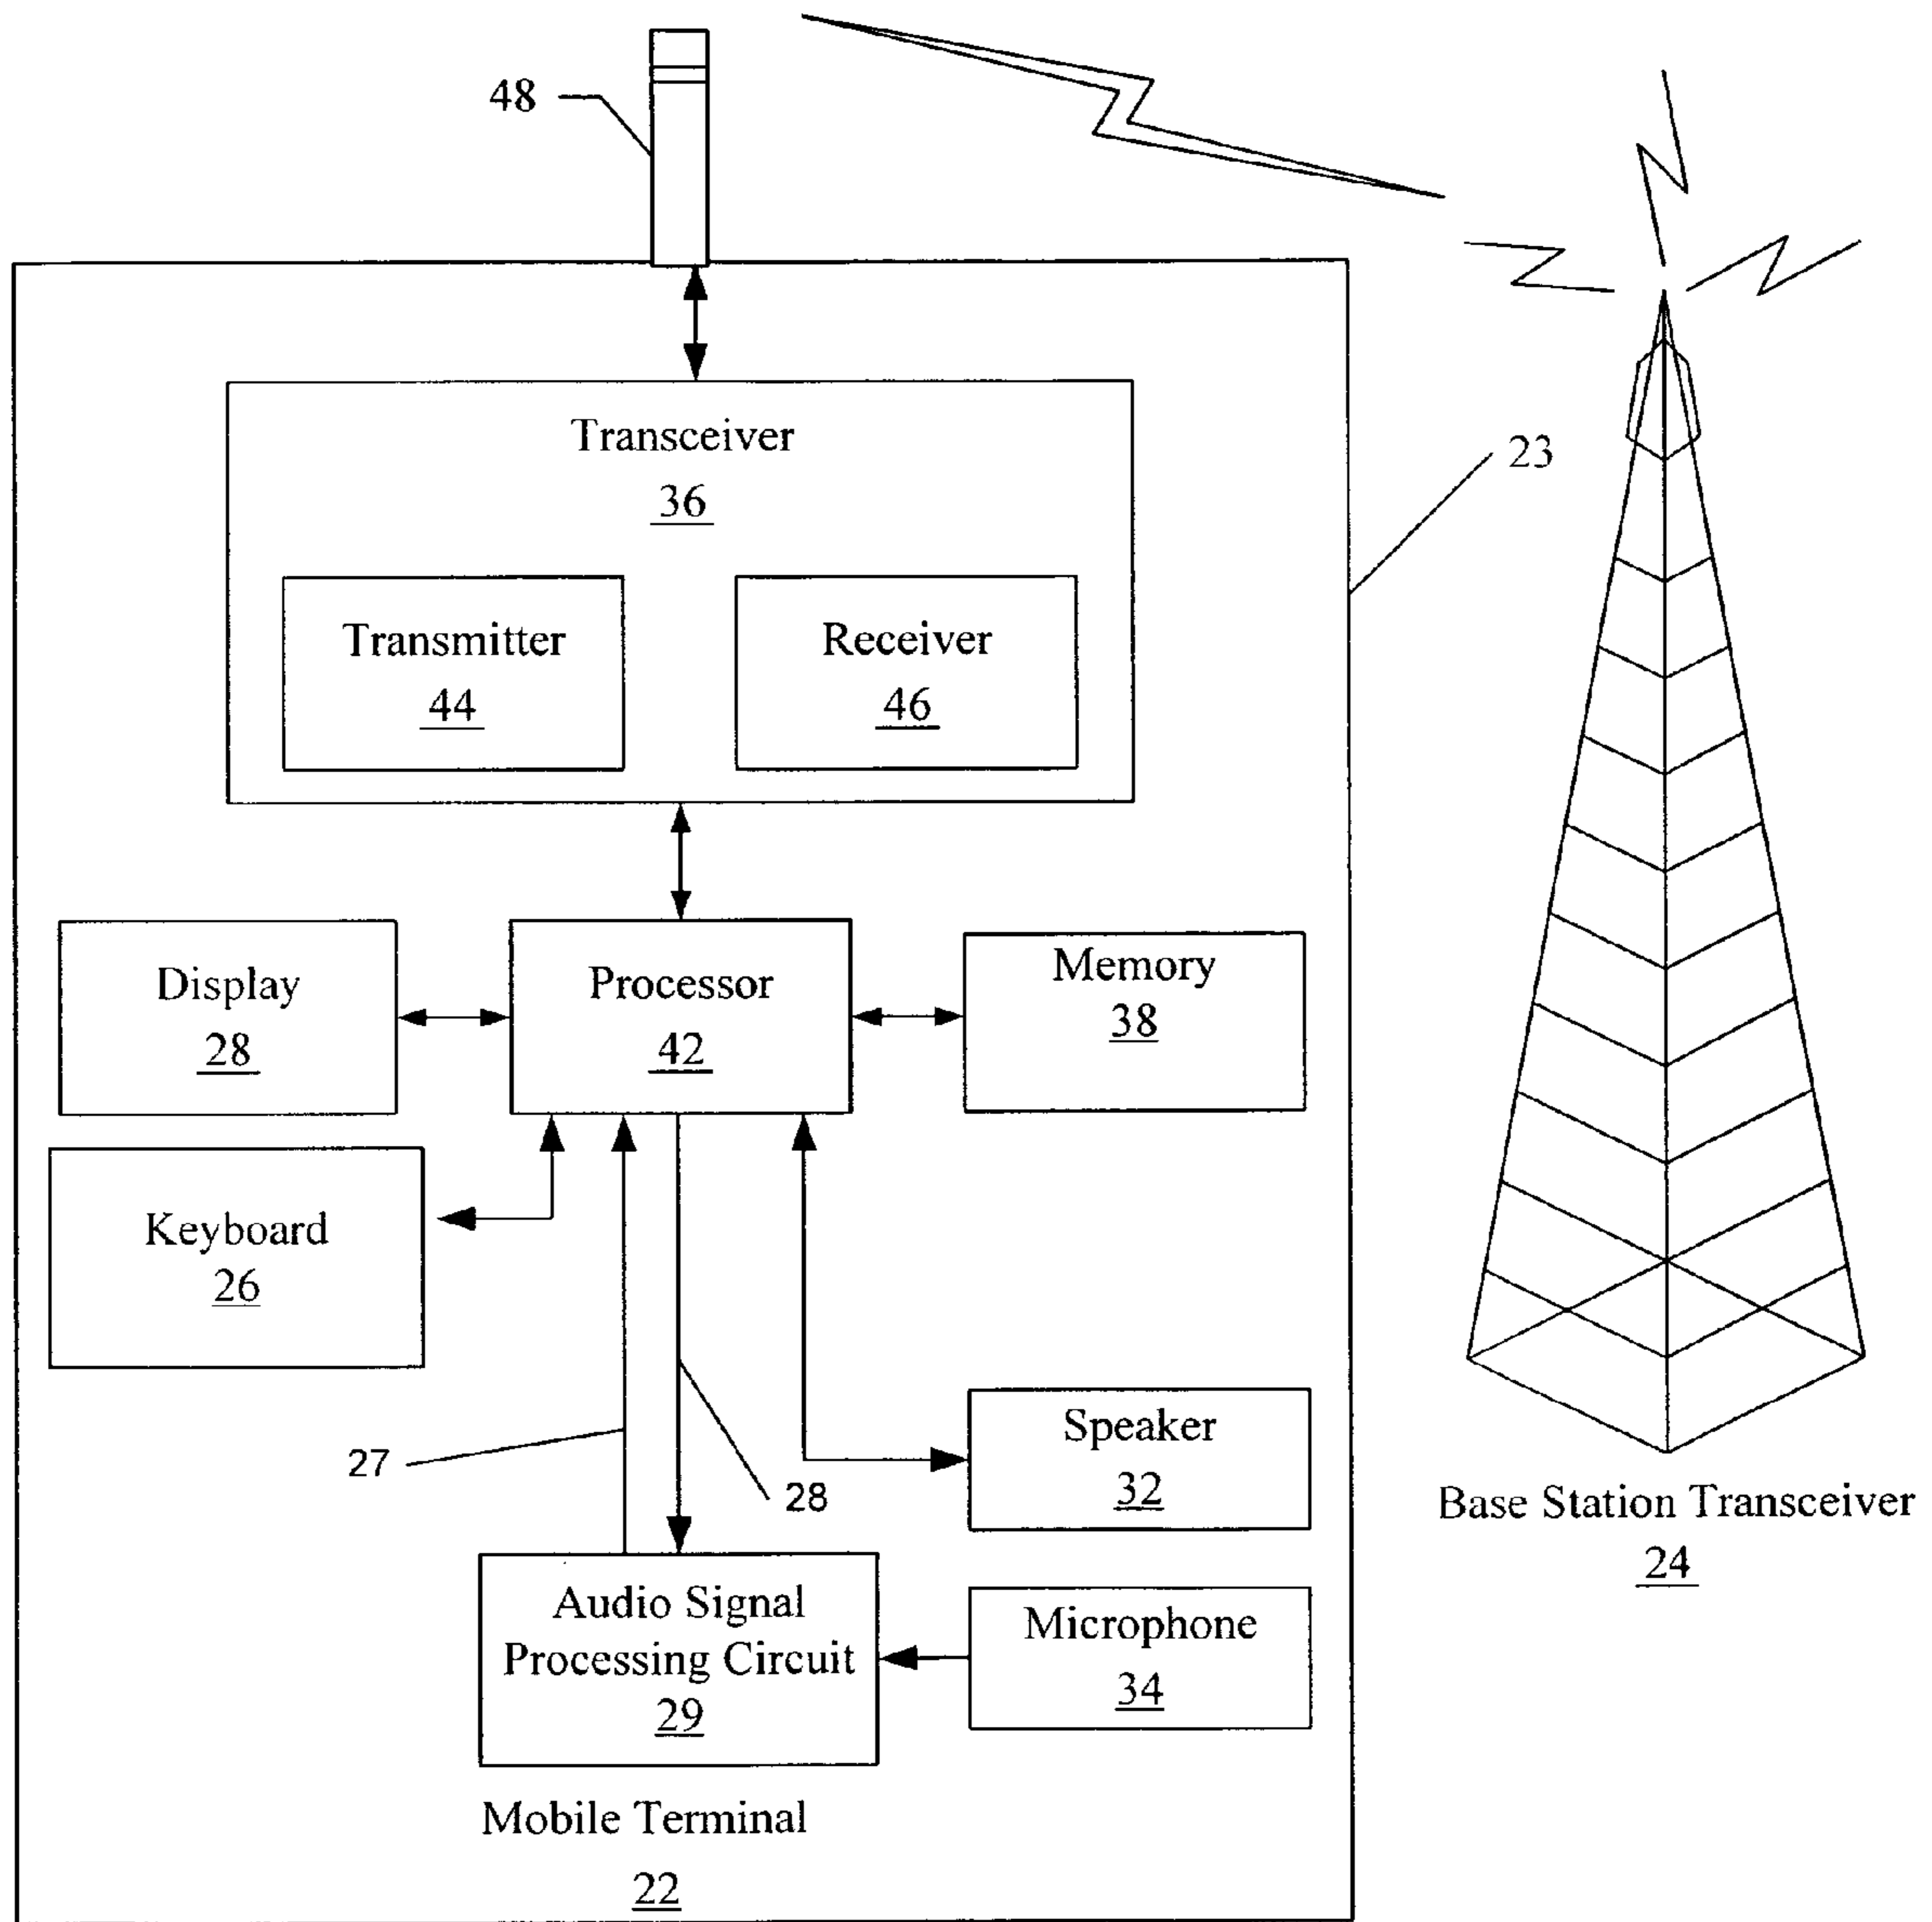 48
Transceiver
36
23
Transmitter
44
Receiver
46
Display
28
Processor
42
Memory
38
Keyboard
26
27
28
Speaker
32
Base Station Transceiver
24
Audio Signal
Processing Circuit
29
Microphone
34
Mobile Terminal
22